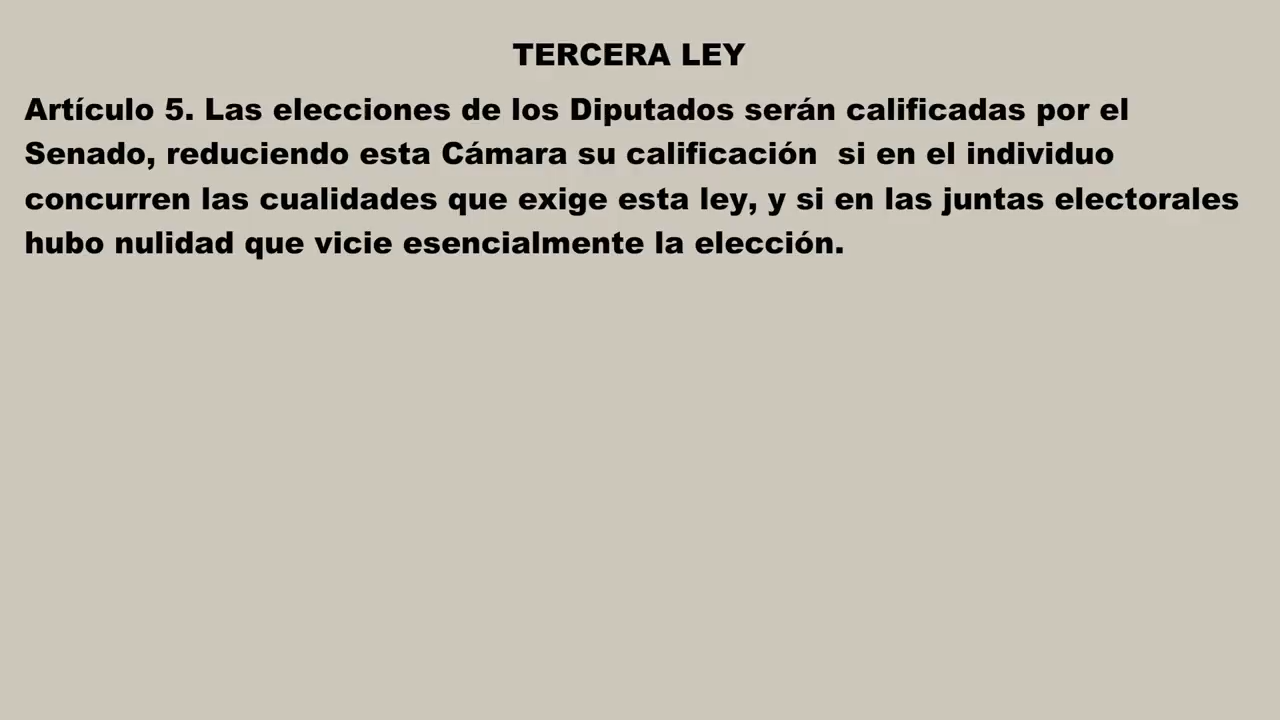 TERCERA LEY
Artículo 5. Las elecciones de los Diputados serán calificadas por el
Senado, reduciendo esta Cámara su calificación  si en el individuo
concurren las cualidades que exige esta ley, y si en las juntas electorales
hubo nulidad que vicie esencialmente la elección.